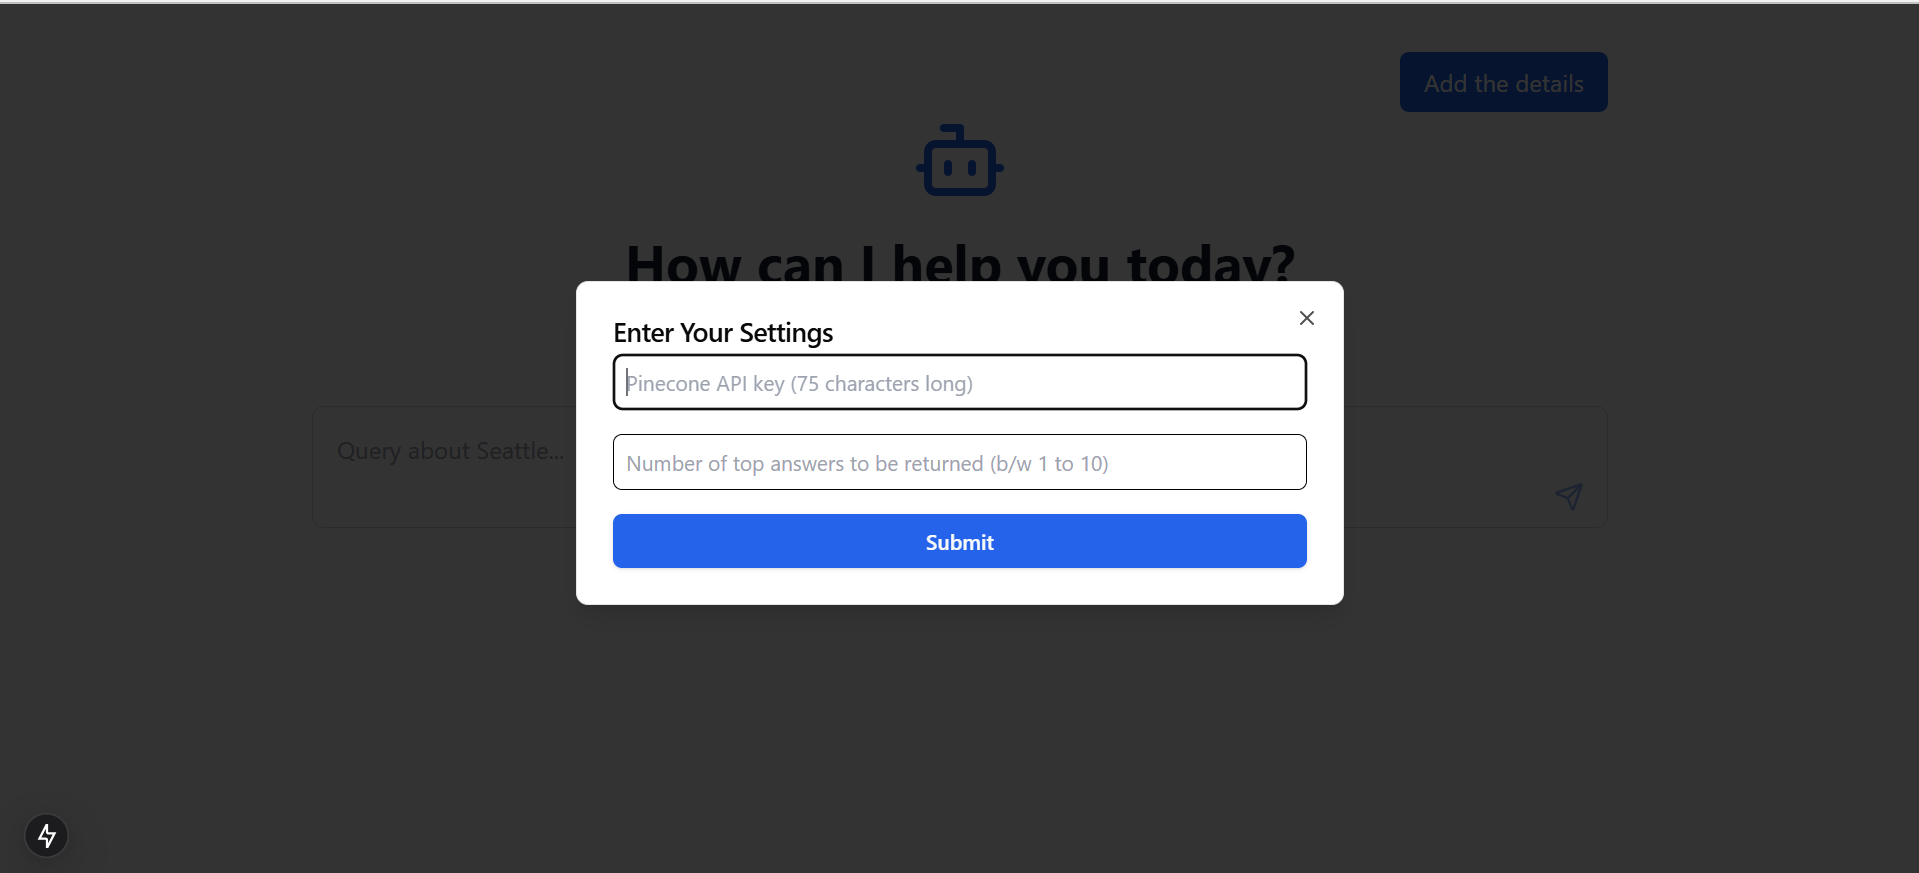 Add the details
How can I help you today?
Enter Your Settings
Pinecone API key (75 characters long)
Query about Seattle...
Number of top answers to be returned (b/w 1 to 10)
Submit